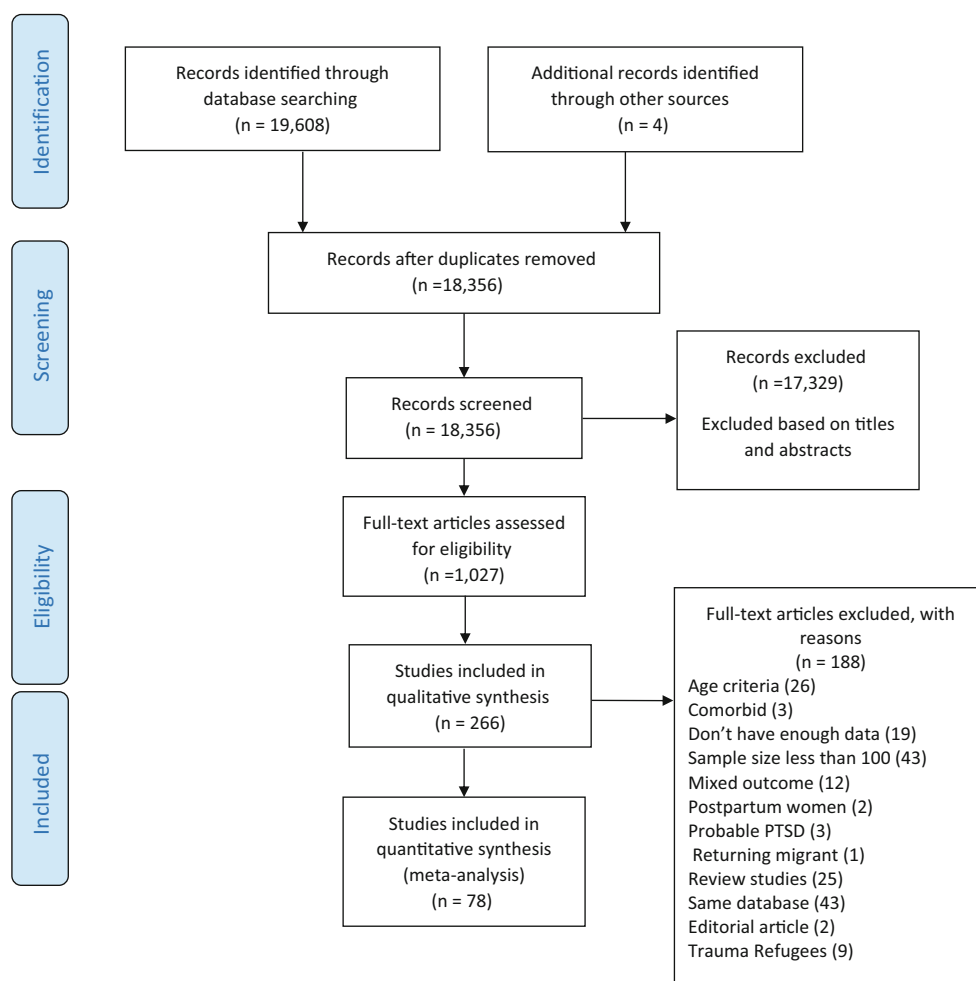 Identification
Records identified through
database searching
(n = 19,608)
Additional records identified
through other sources
(n = 4)
Screening
Records after duplicates removed
(n =18,356)
Records screened
(n = 18,356)
Records excluded
(n =17,329)
Excluded based on titles
and abstracts
Eligibility
Full-text articles assessed
for eligibility
(n =1,027)
Studies included in
qualitative synthesis
(n = 266)
Full-text articles excluded, with
reasons
(n = 188)
Age criteria (26)
Comorbid (3)
Don’t have enough data (19)
Sample size less than 100 (43)
Mixed outcome (12)
Postpartum women (2)
Probable PTSD (3)
Returning migrant (1)
Review studies (25)
Same database (43)
Editorial article (2)
Trauma Refugees (9)
Included
Studies included in
quantitative synthesis
(meta-analysis)
n = 78)